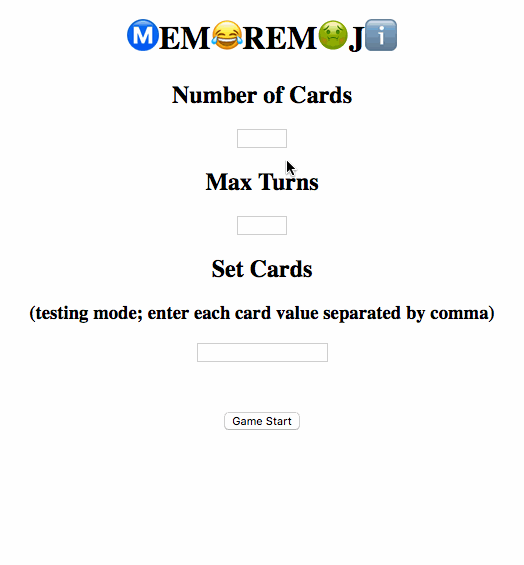 ⓂEM😂REM🤢Jℹ
Number of Cards
Max Turns
Set Cards
(testing mode; enter each card value separated by comma)
Game Start